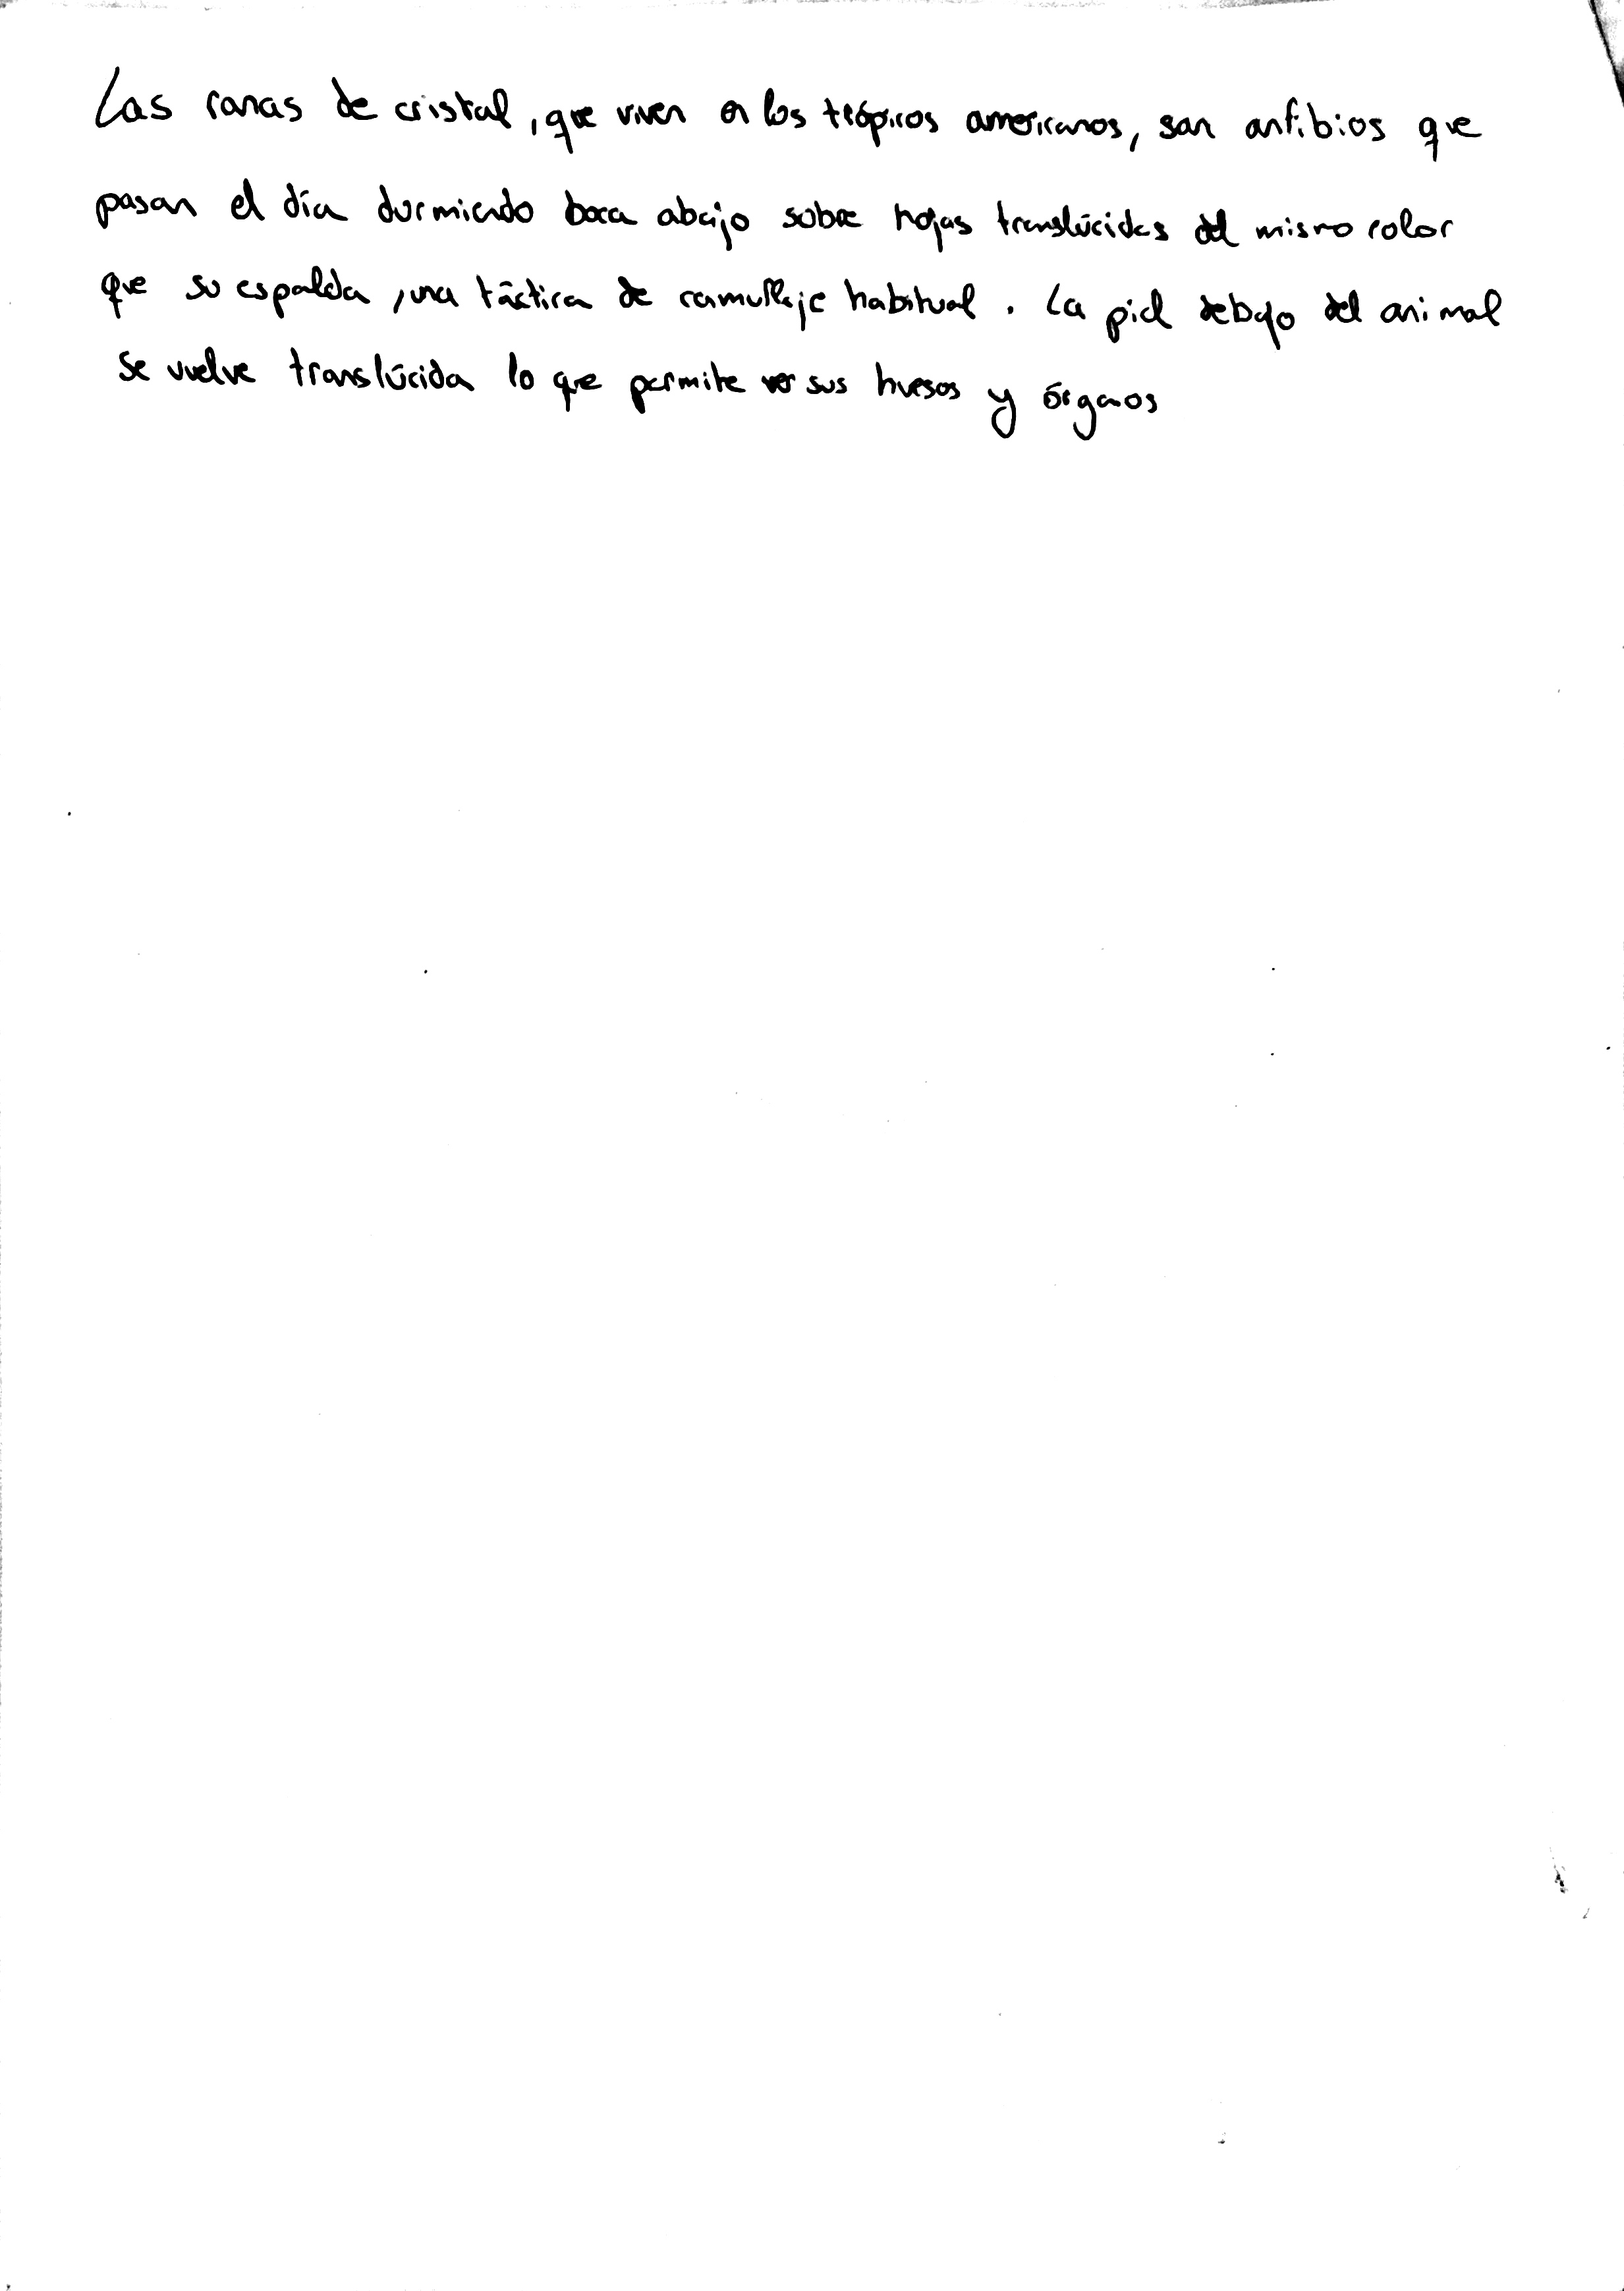 Las ranas de cristal, que viven en los trópicos americanos, son anfibios que
pasan el día durmiendo boca abajo sobre hojas translúcidas del mismo color
que su espalda, una táctica de camuflaje habitual. La piel debajo del animal
se vuelve translúcida lo que permite ver sus huesos y órganos